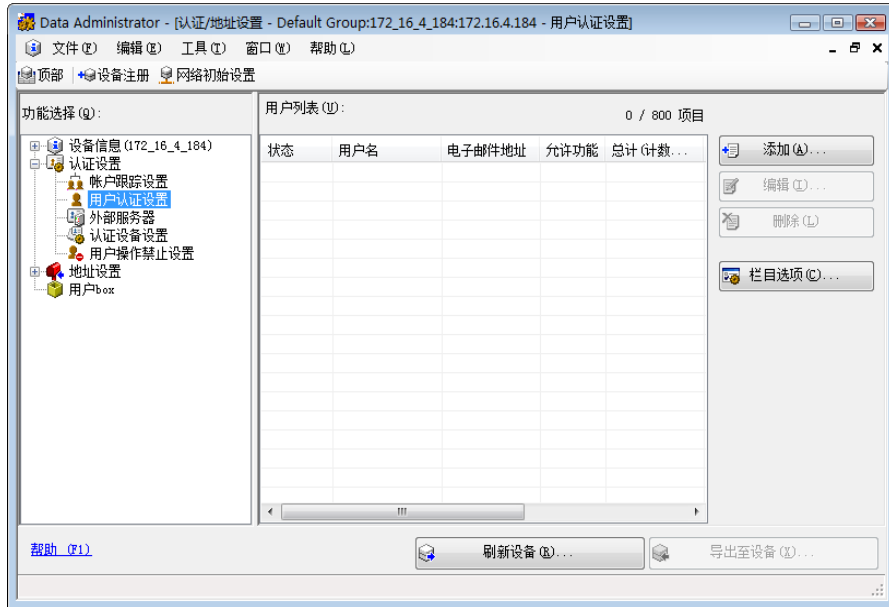 Data Administrator - [认证/地址设置 - Default Group:172_16_4_184:172.16.4.184 - 用户认证设置]
文件(F) 编辑(E) 工具(T) 窗口(W) 帮助(L)
顶部 设备注册 网络初始设置
功能选择(Q):
设备信息(172_16_4_184)
认证设置
帐户跟踪设置
用户认证设置
外部服务器
认证设备设置
用户操作禁止设置
地址设置
用户box
用户列表(U):
0 / 800 项目
状态 用户名 电子邮件地址 允许功能 总计(计数...
添加(A)...
编辑(I)...
删除(L)
栏目选项(C)...
帮助 (F1)
刷新设备(R)...
导出至设备(X)...